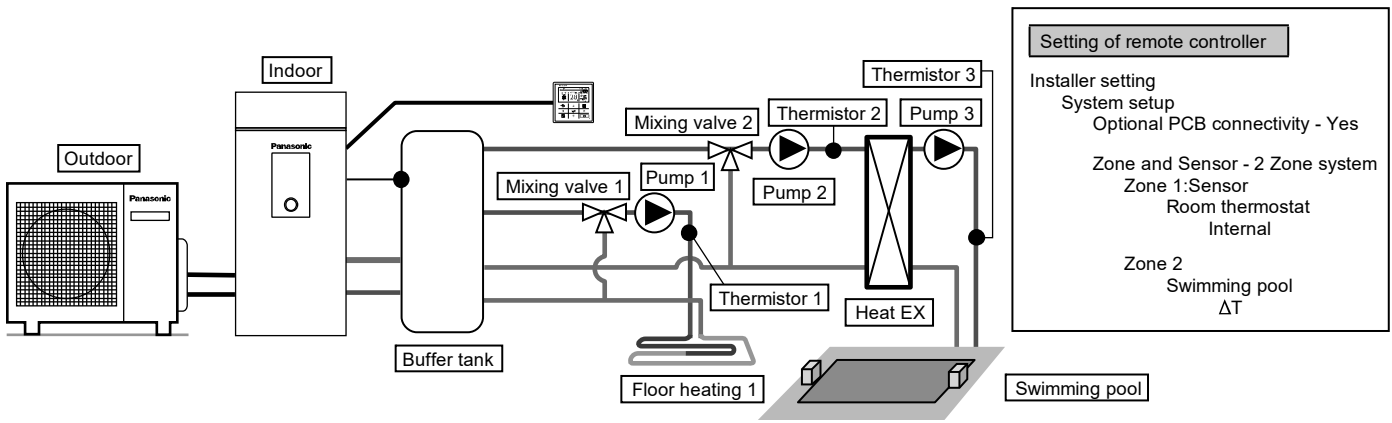 Outdoor
Panasonic
Indoor
Panasonic
Buffer tank
Mixing valve 1
Pump 1
Thermistor 1
Floor heating 1
Mixing valve 2
Pump 2
Thermistor 2
Heat EX
Pump 3
Thermistor 3
Swimming pool
Setting of remote controller
Installer setting
System setup
Optional PCB connectivity - Yes
Zone and Sensor - 2 Zone system
Zone 1:Sensor
Room thermostat
Internal
Zone 2
Swimming pool
ΔT